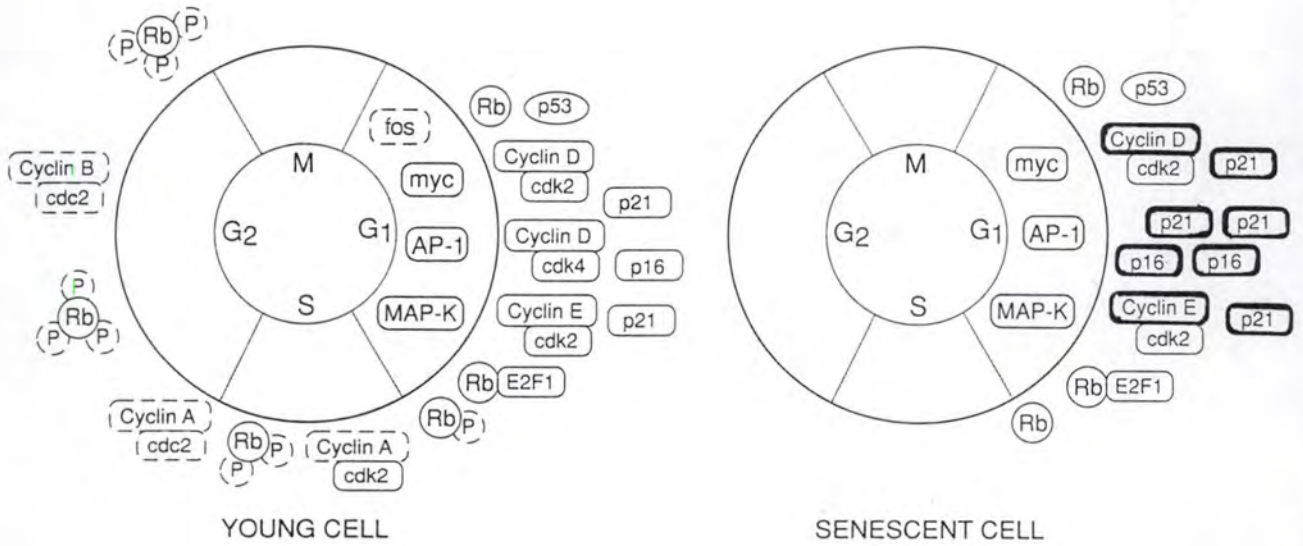 P
Rb
P
P
fos
Rb
p53
Cyclin D
cdk2
p21
Cyclin B
cdc2
M
myc
G2
G1
AP-1
Cyclin D
cdk4
p16
S
MAP-K
Cyclin E
cdk2
p21
P
Rb
P
P
Rb
E2F1
Rb
P
Cyclin A
cdc2
Rb
P
P
Cyclin A
cdk2
YOUNG CELL
Rb
p53
Cyclin D
cdk2
p21
M
myc
G2
G1
AP-1
p21
p21
p16
p16
S
MAP-K
Cyclin E
cdk2
p21
Rb
E2F1
Rb
SENESCENT CELL